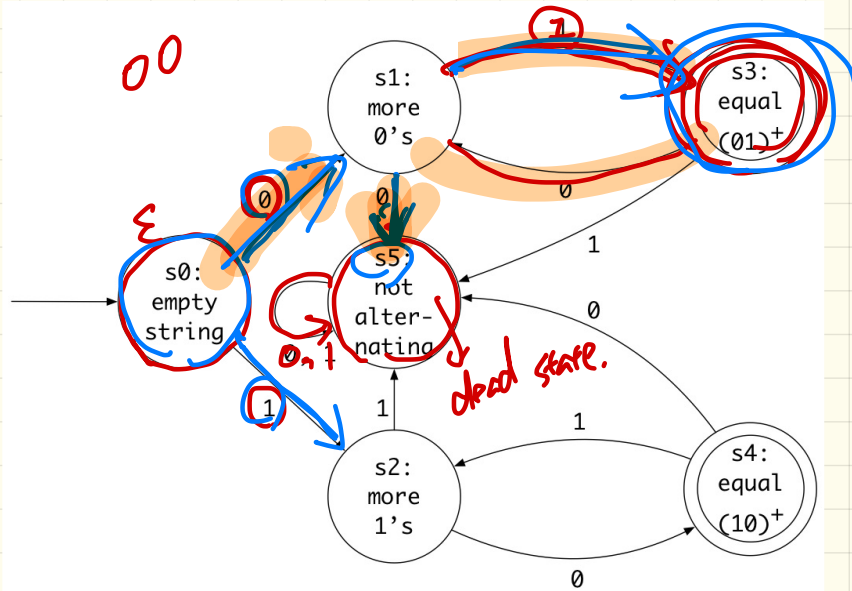 00
1
s1:
more
0's
s3:
equal
(01)+
0
0
0
1
ε
s0:
empty
string
s5:
not
alter-
nating
0
0,1
dead state.
1
1
1
s4:
equal
(10)+
s2:
more
1's
0